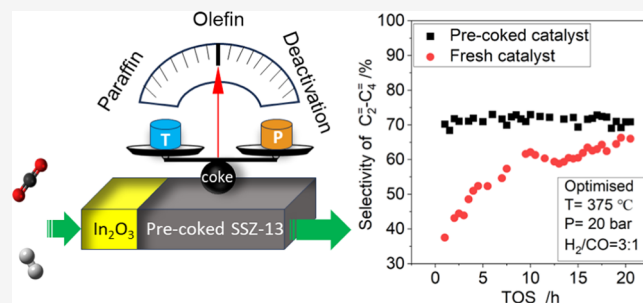 Olefin
Paraffin
Deactivation
T
P
coke
In₂O₃
Pre-coked SSZ-13
Selectivity of C₂⁼-C₄⁼ /%
100
90
80
70
60
50
40
30
Pre-coked catalyst
Fresh catalyst
Optimised
T= 375 °C
P= 20 bar
H₂/CO=3:1
0 5 10 15 20
TOS /h